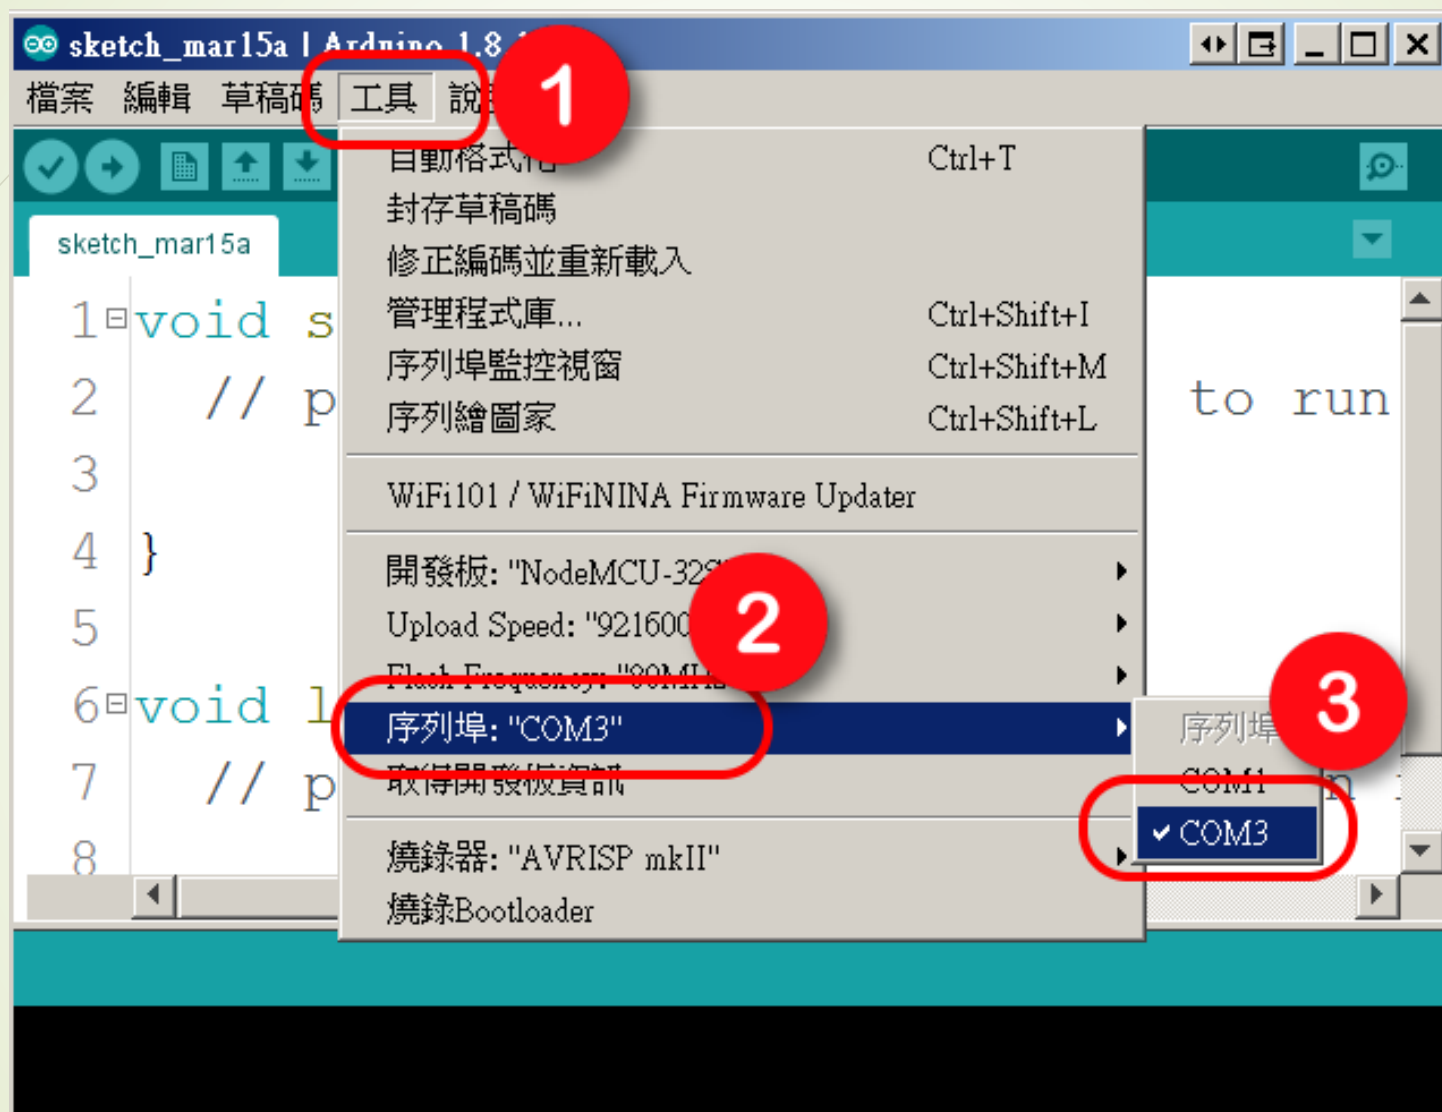 sketch_mar15a | Arduino 1.8
檔案 編輯 草稿碼 工具
1
自動格式化 Ctrl+T
封存草稿碼
修正編碼並重新載入
管理程式庫... Ctrl+Shift+I
序列埠監控視窗 Ctrl+Shift+M
序列繪圖家 Ctrl+Shift+L
WiFi101 / WiFiNINA Firmware Updater
開發板: "NodeMCU-32S"
Upload Speed: "921600
2
Flash Frequency: "80MHz
序列埠: "COM3"
取得開發板資訊
燒錄器: "AVRISP mkII"
燒錄Bootloader
序列埠
3
COM1
COM3
sketch_mar15a
1 void s
2 // p to run
3
4 }
5
6 void l
7 // p
8